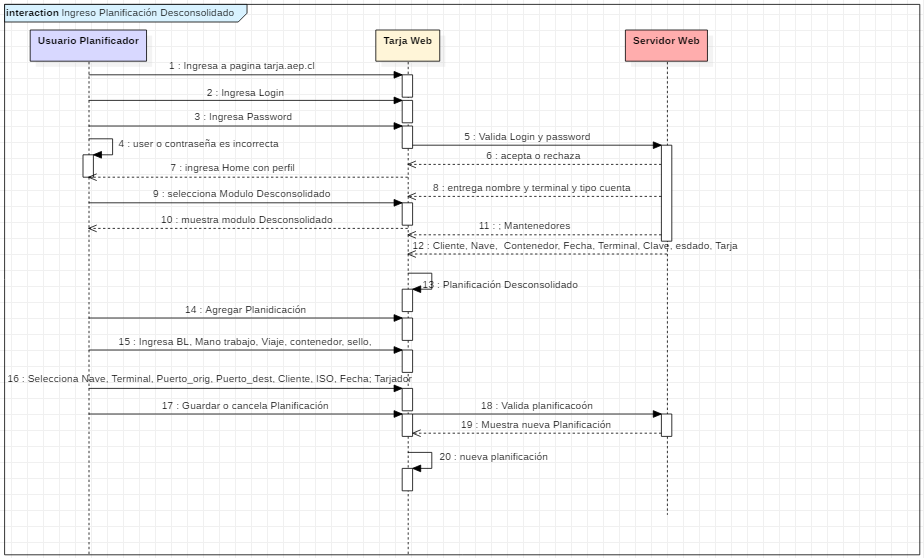 interaction Ingreso Planificación Desconsolidado
Usuario Planificador
Tarja Web
Servidor Web
1 : Ingresa a pagina tarja.aep.cl
2 : Ingresa Login
3 : Ingresa Password
4 : user o contraseña es incorrecta
5 : Valida Login y password
6 : acepta o rechaza
7 : ingresa Home con perfil
8 : entrega nombre y terminal y tipo cuenta
9 : selecciona Modulo Desconsolidado
10 : muestra modulo Desconsolidado
11 : ; Mantenedores
12 : Cliente, Nave,  Contenedor, Fecha, Terminal, Clave, esdado, Tarja
13 : Planificación Desconsolidado
14 : Agregar Planidicación
15 : Ingresa BL, Mano trabajo, Viaje, contenedor, sello,
16 : Selecciona Nave, Terminal, Puerto_orig, Puerto_dest, Cliente, ISO, Fecha; Tarjador
17 : Guardar o cancela Planificación
18 : Valida planificacoón
19 : Muestra nueva Planificación
20 : nueva planificación